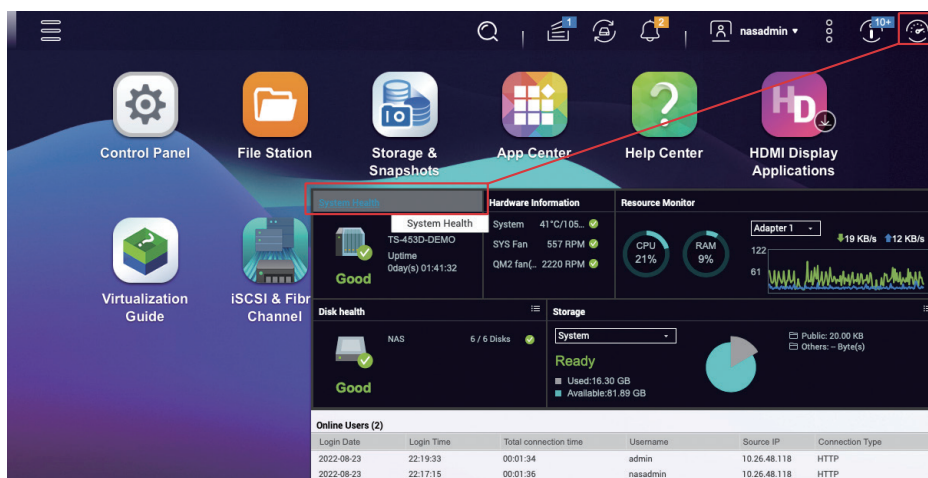 1
2
nasadmin
10+
Control Panel
File Station
Storage &
Snapshots
App Center
Help Center
HD
HDMI Display
Applications
Virtualization
Guide
iSCSI & Fibr
Channel
System Health
System Health
TS-453D-DEMO
Uptime
0day(s) 01:41:32
Good
Hardware Information
System 41°C/105...
SYS Fan 557 RPM
QM2 fan(... 2220 RPM
Resource Monitor
CPU
21%
RAM
9%
Adapter 1
19 KB/s 12 KB/s
122
61
Disk health
NAS 6 / 6 Disks
Good
Storage
System
Ready
Used:16.30 GB
Available:81.89 GB
Public: 20.00 KB
Others: -- Byte(s)
Online Users (2)
Login Date Login Time Total connection time Username Source IP Connection Type
2022-08-23 22:19:33 00:01:34 admin 10.26.48.118 HTTP
2022-08-23 22:17:15 00:01:36 nasadmin 10.26.48.118 HTTP